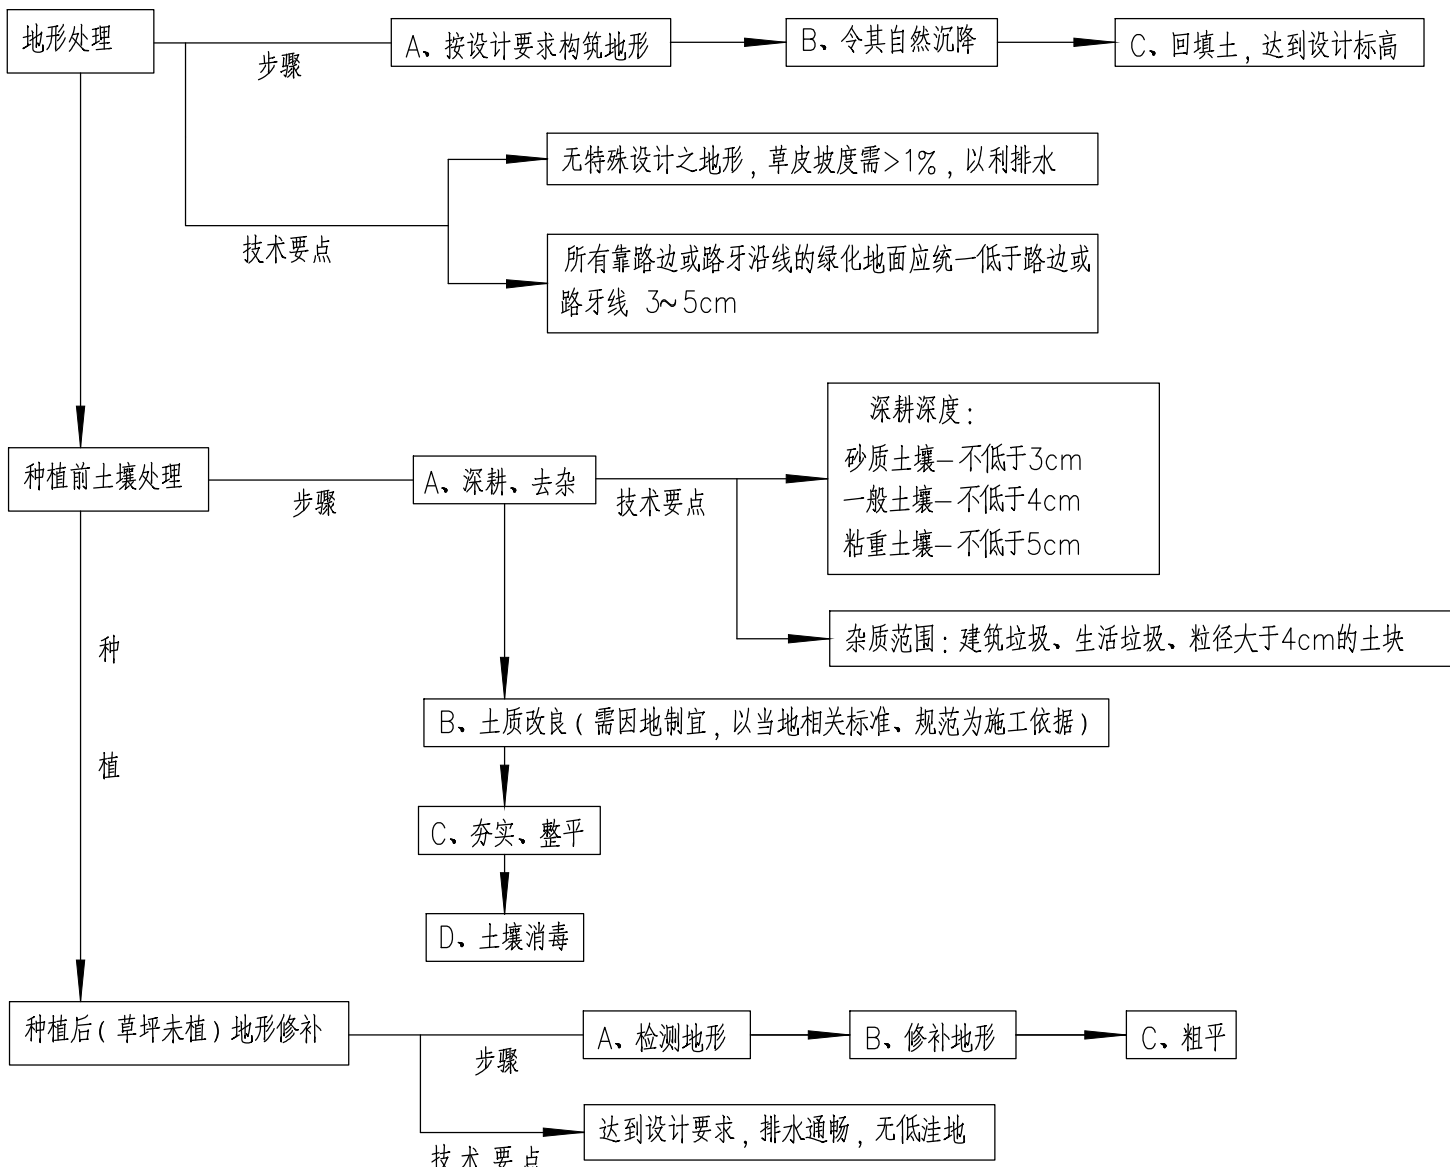 地形处理
步骤
A、按设计要求构筑地形
B、令其自然沉降
C、回填土，达到设计标高
技术要点
无特殊设计之地形，草皮坡度需>1%，以利排水
所有靠路边或路牙沿线的绿化地面应统一低于路边或
路牙线 3~5cm
种植前土壤处理
步骤
A、深耕、去杂
技术要点
深耕深度：
砂质土壤—不低于3cm
一般土壤—不低于4cm
粘重土壤—不低于5cm
杂质范围：建筑垃圾、生活垃圾、粒径大于4cm的土块
B、土质改良（需因地制宜，以当地相关标准、规范为施工依据）
C、夯实、整平
D、土壤消毒
种
植
种植后（草坪未植）地形修补
步骤
A、检测地形
B、修补地形
C、粗平
技术要点
达到设计要求，排水通畅，无低洼地